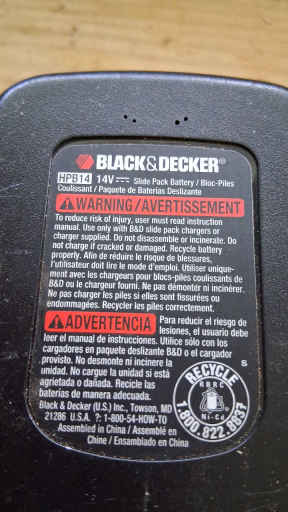 BLACK&DECKER®
HPB14 14V Slide Pack Battery / Bloc-Piles
Coulissant / Paquete de Baterías Deslizante
WARNING/AVERTISSEMENT
To reduce risk of injury, user must read instruction
manual. Use only with B&D slide pack chargers or
charger supplied. Do not disassemble or incinerate. Do
not charge if cracked or damaged. Recycle battery
properly. Afin de réduire le risque de blessures,
l'utilisateur doit lire le mode d'emploi. Utiliser unique-
ment avec les chargeurs pour blocs-piles coulissants de
B&D ou le chargeur fourni. Ne pas démonter ni incinérer.
Ne pas charger les piles si elles sont fissurées ou
endommagées. Recycler les piles correctement.
ADVERTENCIA Para reducir el riesgo de
lesiones, el usuario debe
leer el manual de instrucciones. Utilice sólo con los
cargadores en paquete deslizante B&D o el cargador
provisto. No desmonte ni incinere la
unidad. No cargue la unidad si está
agrietada o dañada. Recicle las
baterías de manera adecuada.
Black & Decker (U.S.) Inc., Towson, MD
21286 U.S.A. ?: 1-800-54-HOW-TO
Assembled in China / Assemblé en
Chine / Ensamblado en China
S
RECYCLE
RBRC
Ni-Cd
1.800.822.8837